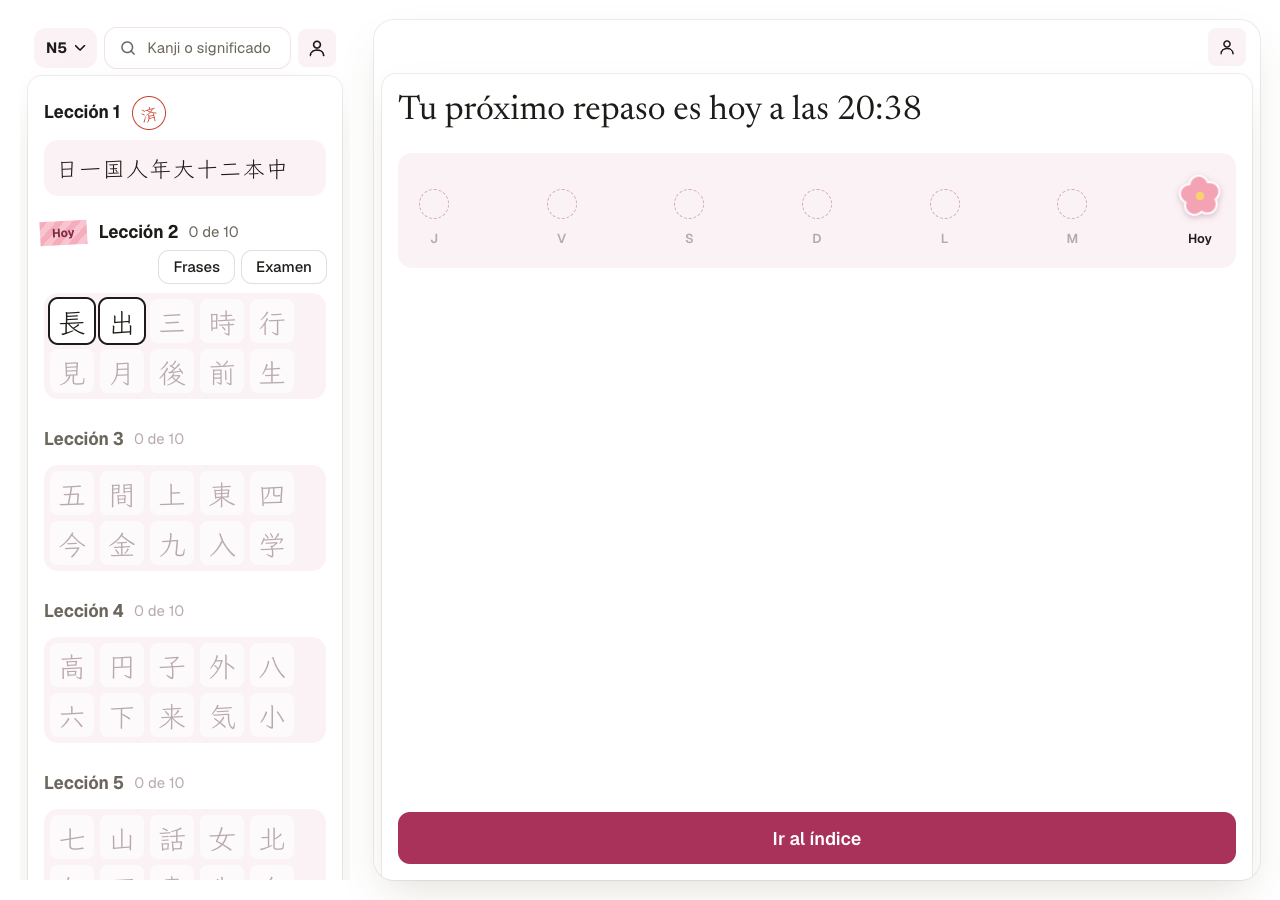 N5
Kanji o significado
Lección 1 済
日一国人年大十二本中
Hoy Lección 2 0 de 10
Frases Examen
長 出 三 時 行
見 月 後 前 生
Lección 3 0 de 10
五 間 上 東 四
今 金 九 入 学
Lección 4 0 de 10
高 円 子 外 八
六 下 来 気 小
Lección 5 0 de 10
七 山 話 女 北
Tu próximo repaso es hoy a las 20:38
J V S D L M Hoy
Ir al índice